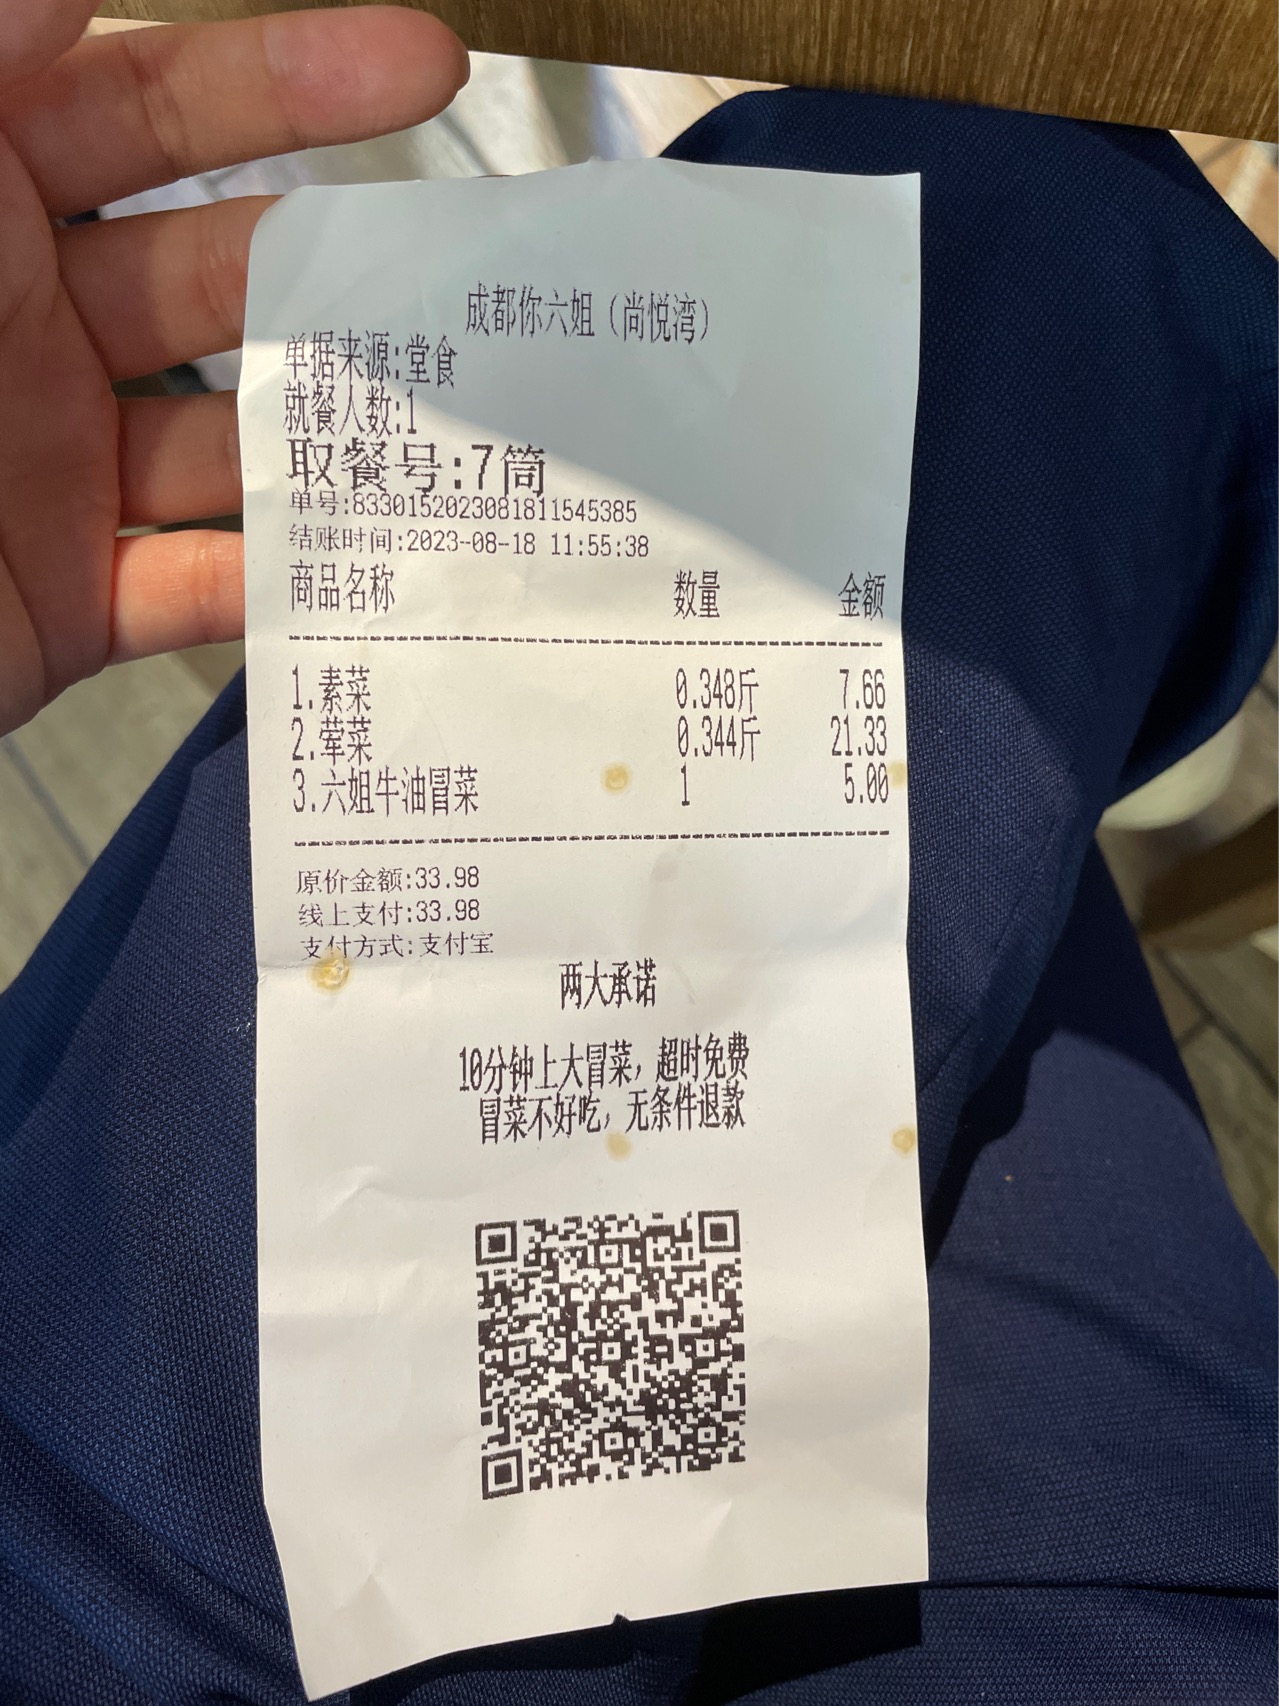 成都你六姐（尚悦湾）
单据来源:堂食
就餐人数:1
取餐号:7筒
单号:8330152023081811545385
结账时间:2023-08-18 11:55:38
商品名称 数量 金额
1.素菜 0.348斤 7.66
2.荤菜 0.344斤 21.33
3.六姐牛油冒菜 1 5.00
原价金额:33.98
线上支付:33.98
支付方式:支付宝
两大承诺
10分钟上大冒菜，超时免费
冒菜不好吃，无条件退款